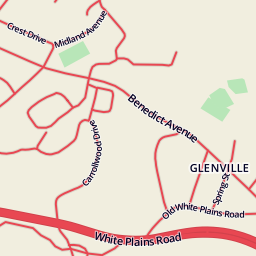 Crest Drive
Midland Avenue
Benedict Avenue
Carrollwood Drive
GLENVILLE
Spring St
Old White Plains Road
White Plains Road